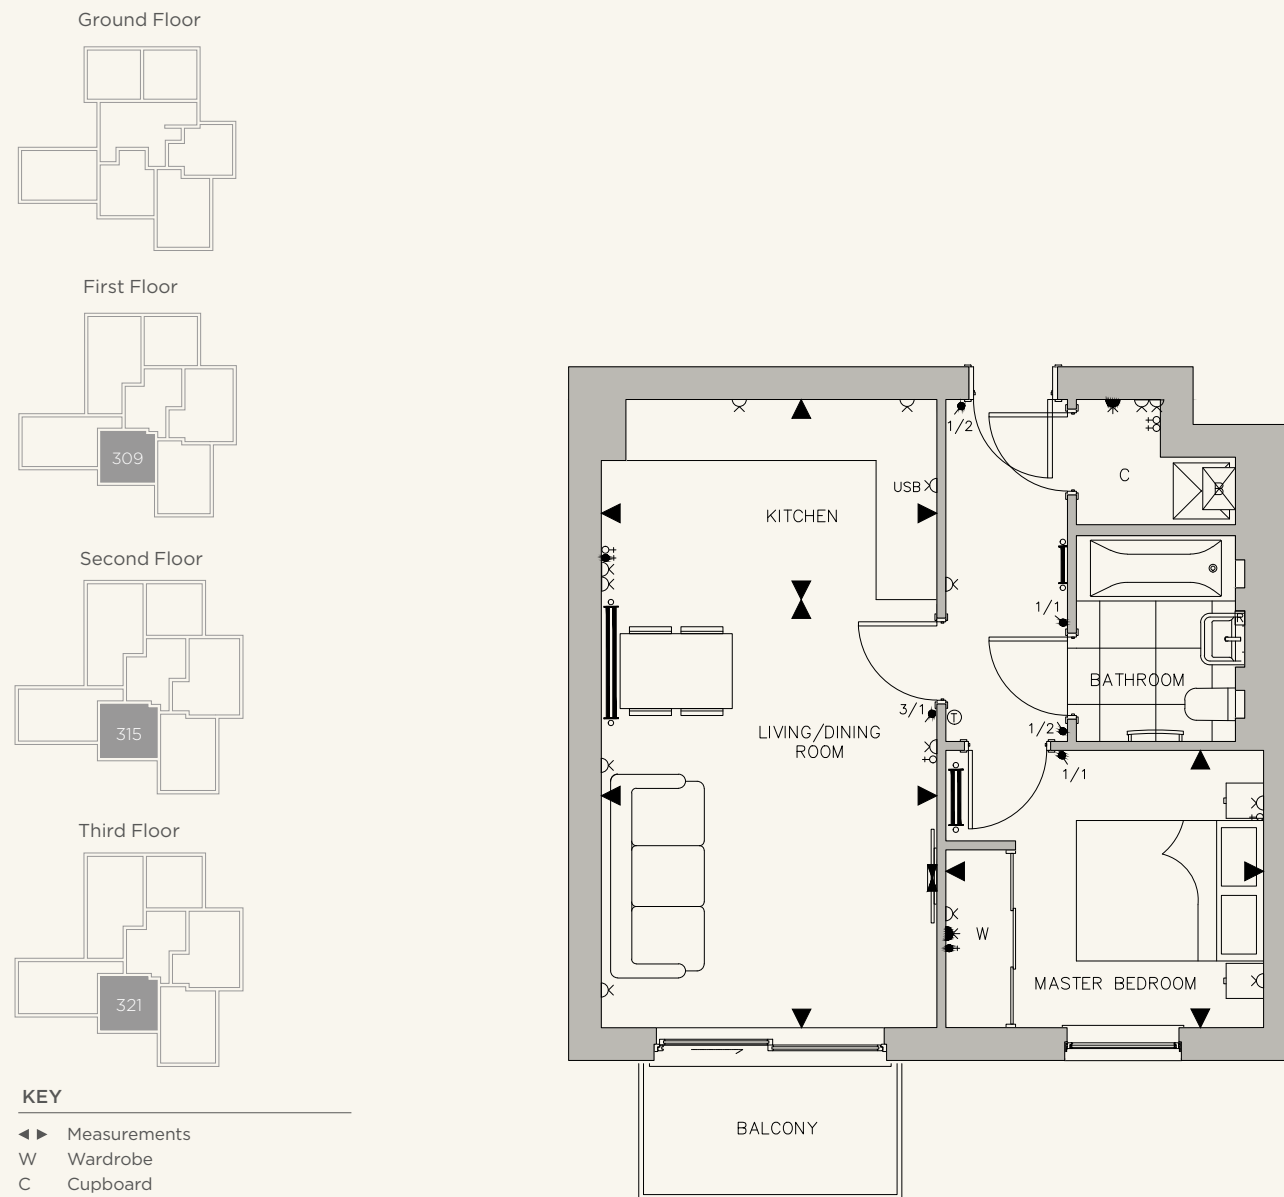 Ground Floor
First Floor
309
Second Floor
315
Third Floor
321
KEY
◄ ► Measurements
W Wardrobe
C Cupboard
1/2
C
B
USB
KITCHEN
1/1
R
BATHROOM
3/1
T
1/2
LIVING/DINING
ROOM
1/1
W
MASTER BEDROOM
BALCONY